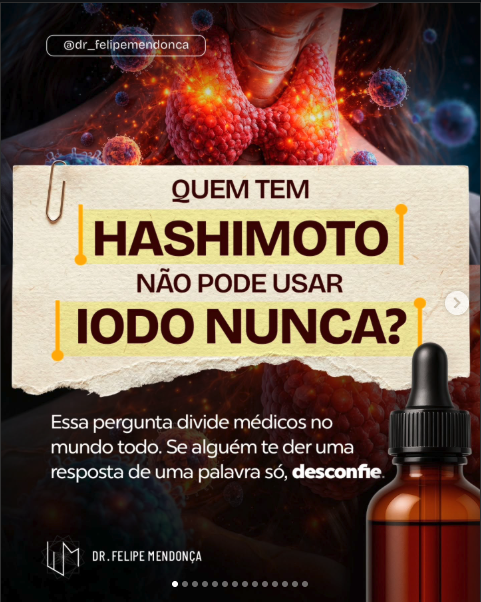 @dr_felipemendonca
QUEM TEM
HASHIMOTO
NÃO PODE USAR
IODO NUNCA?
Essa pergunta divide médicos no
mundo todo. Se alguém te der uma
resposta de uma palavra só, desconfie.
DR. FELIPE MENDONÇA